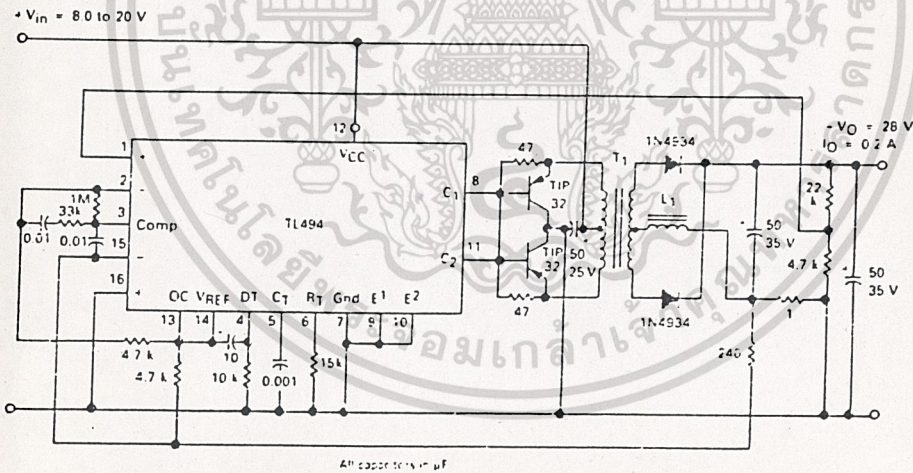 + Vin = 8.0 to 20 V
12
VCC
1
+
2
-
1M
33k
3
Comp
0.01
0.01
15
-
16
+
TL494
C1
8
C2
11
OC VREF DT CT RT Gnd E1 E2
13
14
4
5
6
7
9
10
4.7 k
4.7 k
10
10 k
0.001
15k
47
TIP
32
TIP
32
47
50
25 V
T1
1N4934
L1
1N4934
VO = 28 V
IO = 0.2 A
22
k
4.7 k
50
35 V
50
35 V
1
240
All capacitors in µF